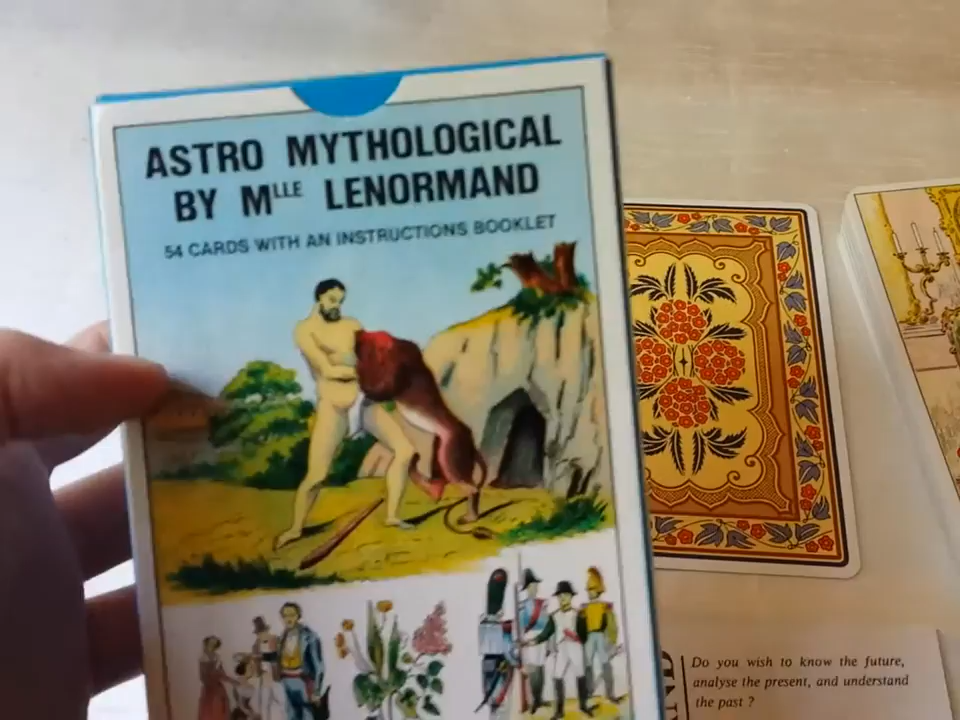 ASTRO MYTHOLOGICAL
BY MLLE LENORMAND
54 CARDS WITH AN INSTRUCTIONS BOOKLET
Do you wish to know the future,
analyse the present, and understand
the past ?